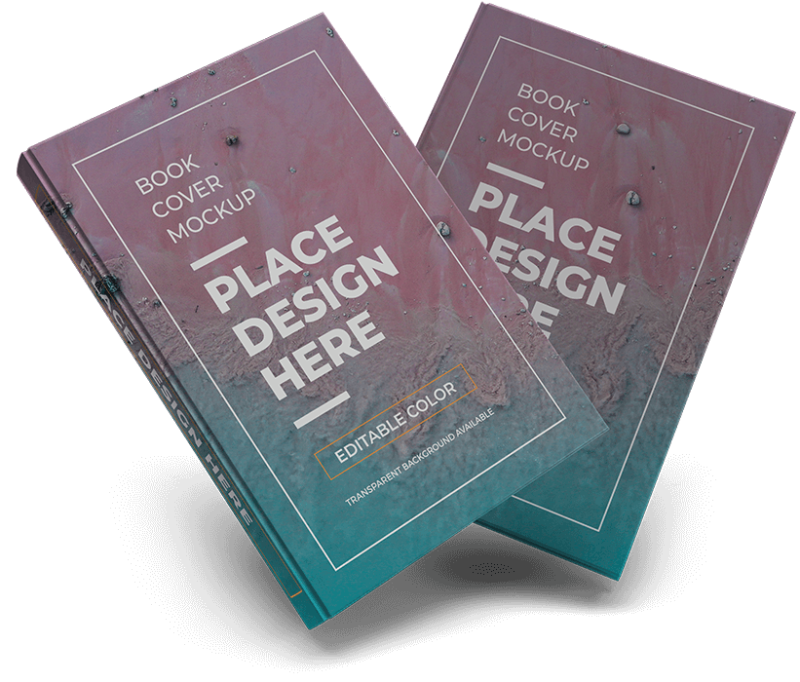 BOOK
COVER
MOCKUP
PLACE
DESIGN
HERE
EDITABLE COLOR
TRANSPARENT BACKGROUND AVAILABLE
PLACE DESIGN HERE
BOOK
COVER
MOCKUP
PLACE
DESIGN
HERE